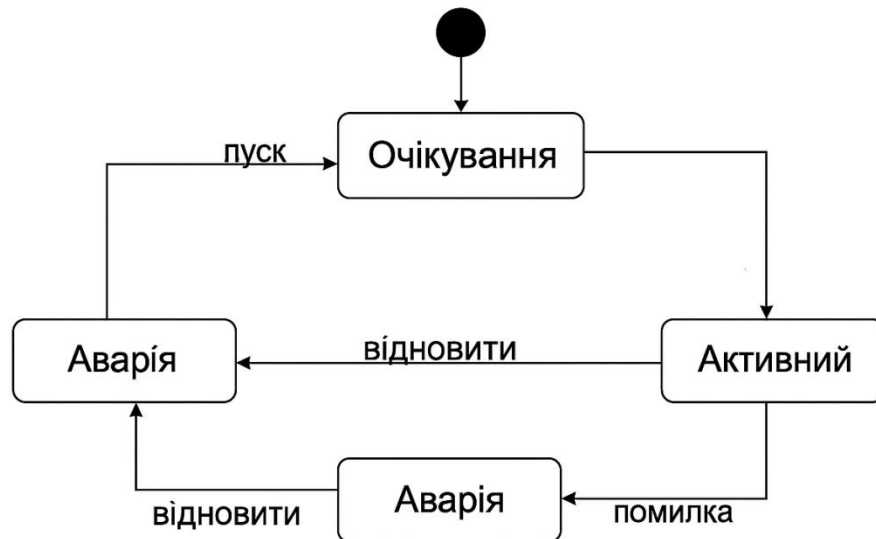 пуск
Очікування
Аварія
відновити
Активний
відновити
Аварія
помилка